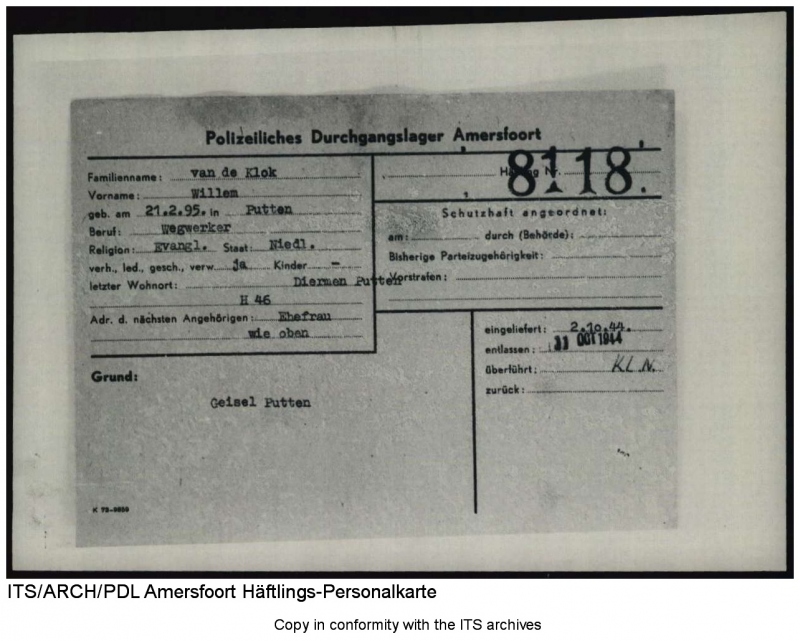 Polizeiliches Durchgangslager Amersfoort
Familienname: van de Klok
Vorname: Willem
geb. am 21.2.95. in Putten
Beruf: Wegwerker
Religion: Evangl. Staat: Niedl.
verh., led., gesch., verw. ja Kinder -
letzter Wohnort: Diermen Putten
H 46
Adr. d. nächsten Angehörigen: Ehefrau
wie oben
Nr. 8118.
Schutzhaft angeordnet:
am: durch (Behörde):
Bisherige Parteizugehörigkeit:
Vorstrafen:
eingeliefert: 2.10.44.
entlassen: 11 OCT 1944
überführt: K.L.N.
zurück:
Grund:
Geisel Putten
K 72-9050
ITS/ARCH/PDL Amersfoort Häftlings-Personalkarte
Copy in conformity with the ITS archives